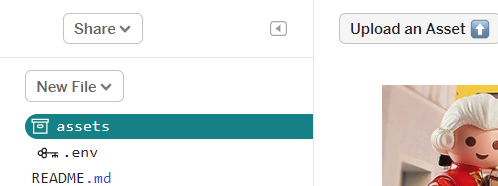 Share
Upload an Asset
New File
assets
.env
README.md